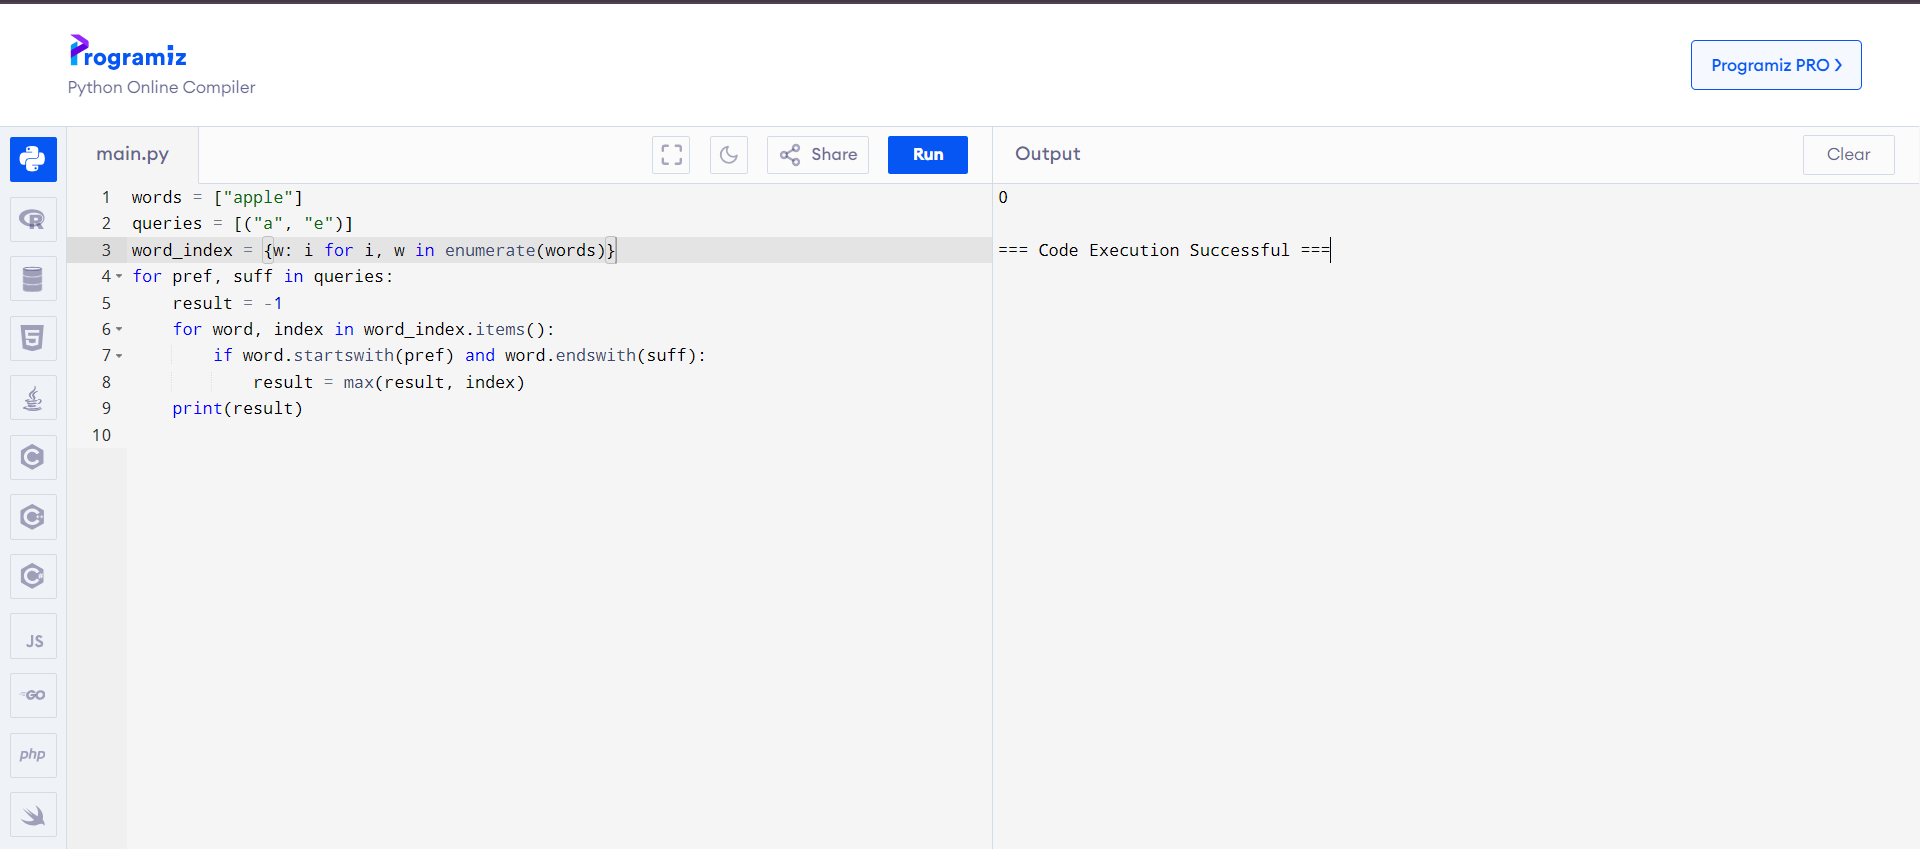 Programiz
Python Online Compiler
Programiz PRO ❯
main.py
Share
Run
Output
Clear
1 words = ["apple"]
2 queries = [("a", "e")]
3 word_index = {w: i for i, w in enumerate(words)}
4 for pref, suff in queries:
5     result = -1
6     for word, index in word_index.items():
7         if word.startswith(pref) and word.endswith(suff):
8             result = max(result, index)
9     print(result)
10
0
=== Code Execution Successful ===
R
5
C
C
C
JS
GO
php